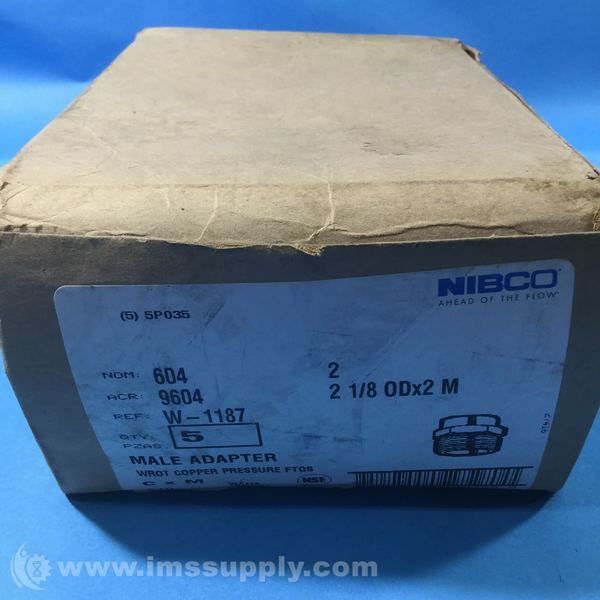 NIBCO
AHEAD OF THE FLOW
(5) 5P035
NOM: 604 2
ACR: 9604 2 1/8 ODx2 M
REF: W-1187
QTY: 5
PZAS
MALE ADAPTER
WROT COPPER PRESSURE FTGS
C x M NSF
www.imssupply.com